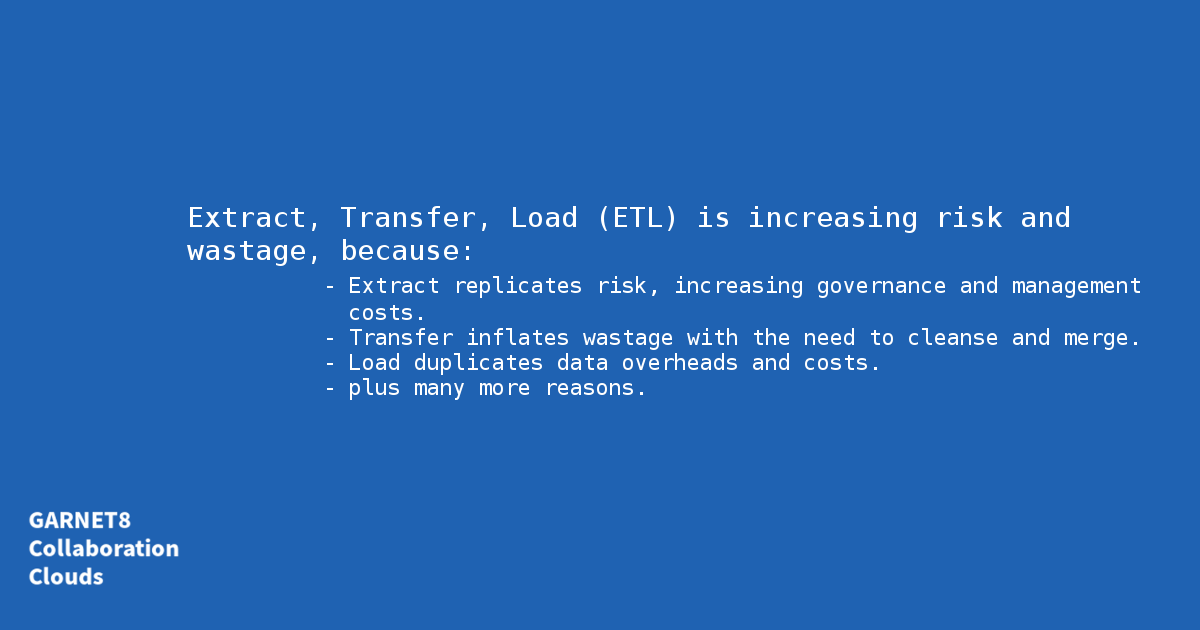 Extract, Transfer, Load (ETL) is increasing risk and
wastage, because:
- Extract replicates risk, increasing governance and management
costs.
- Transfer inflates wastage with the need to cleanse and merge.
- Load duplicates data overheads and costs.
- plus many more reasons.
GARNET8
Collaboration
Clouds